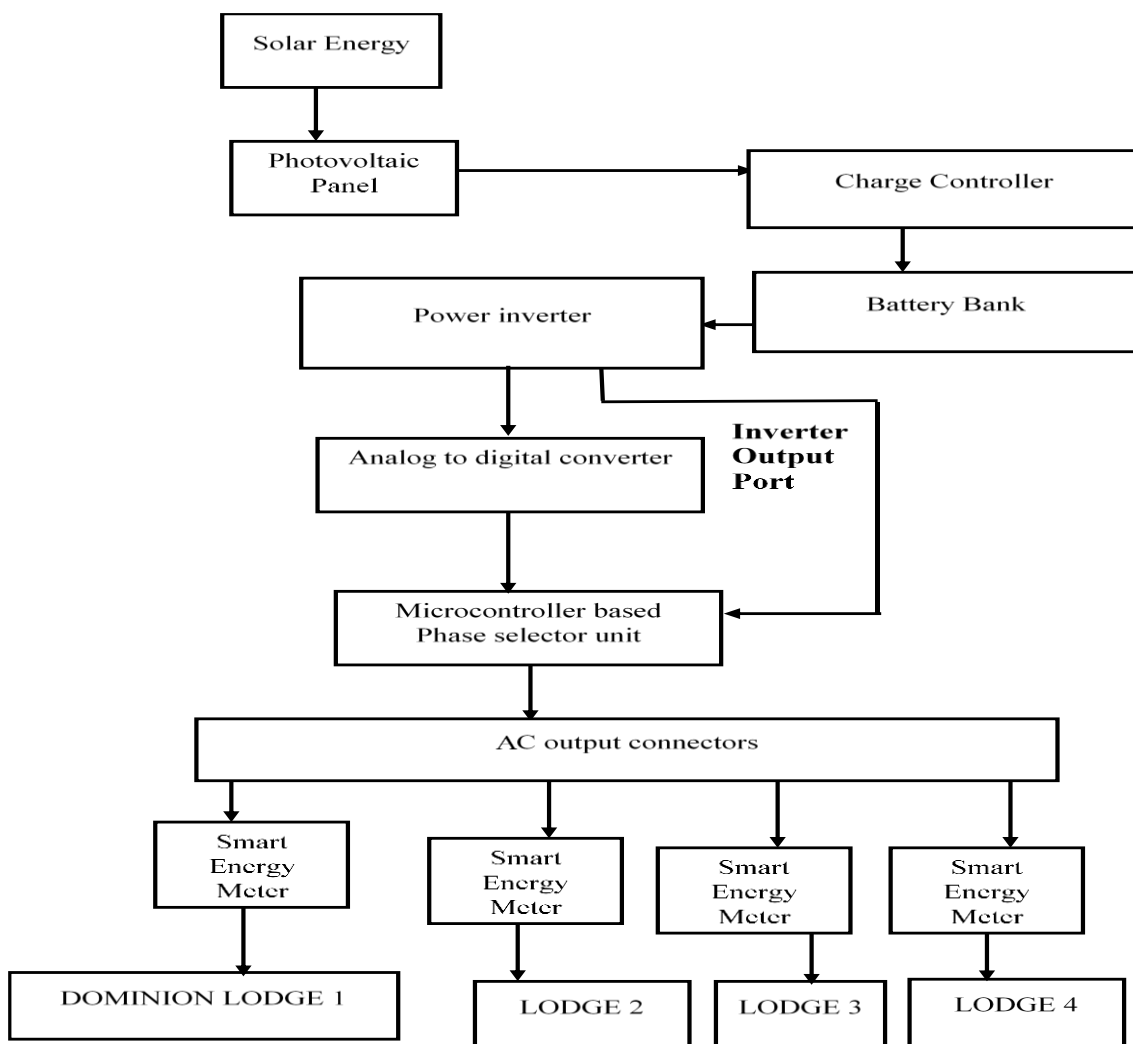 Solar Energy
Photovoltaic
Panel
Charge Controller
Battery Bank
Power inverter
Analog to digital converter
Inverter
Output
Port
Microcontroller based
Phase selector unit
AC output connectors
Smart
Energy
Meter
Smart
Energy
Meter
Smart
Energy
Meter
Smart
Energy
Meter
DOMINION LODGE 1
LODGE 2
LODGE 3
LODGE 4